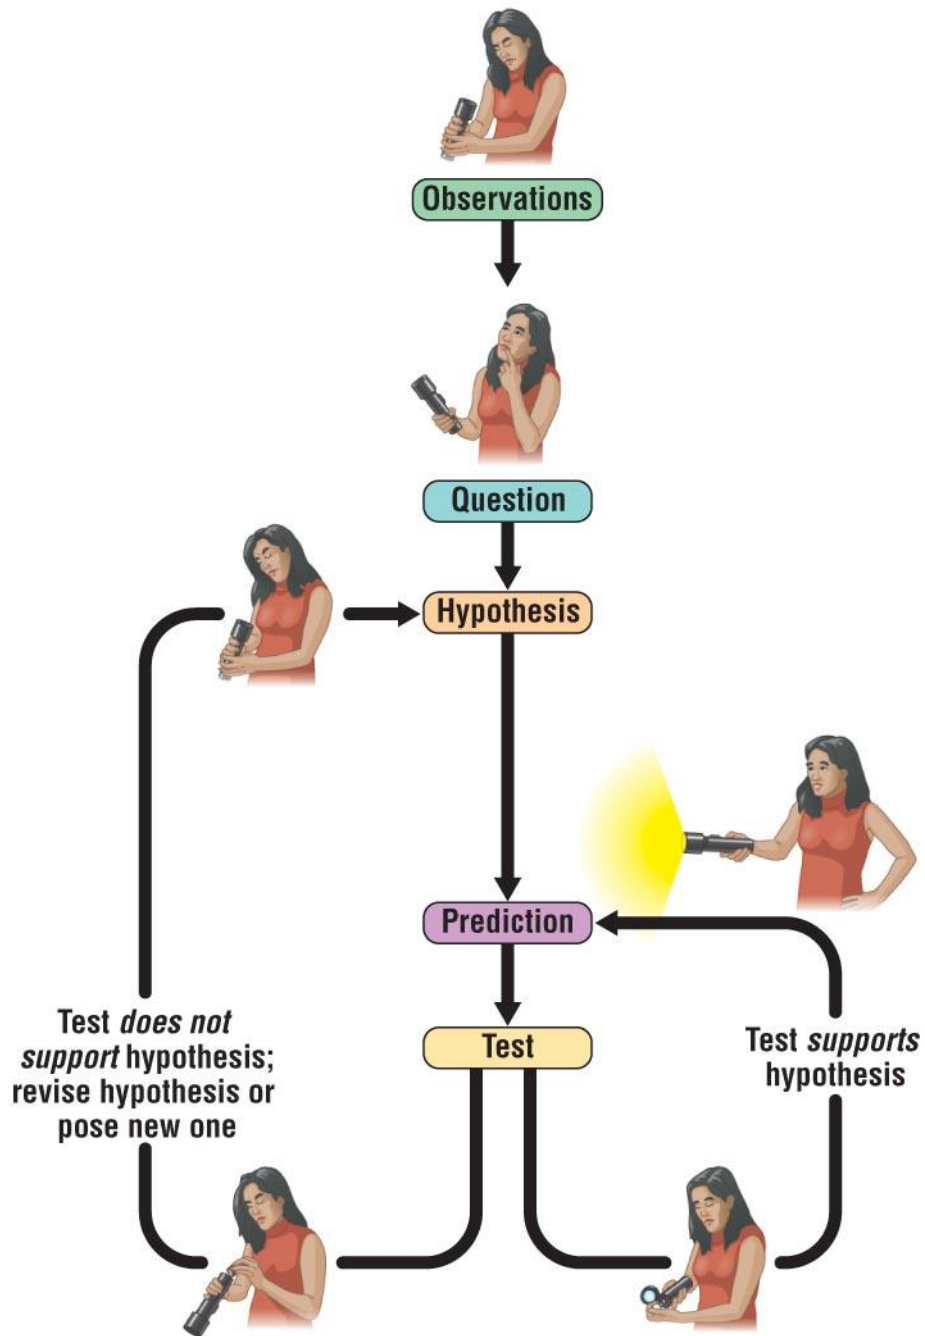 Observations
Question
Hypothesis
Prediction
Test
Test does not
support hypothesis;
revise hypothesis or
pose new one
Test supports
hypothesis